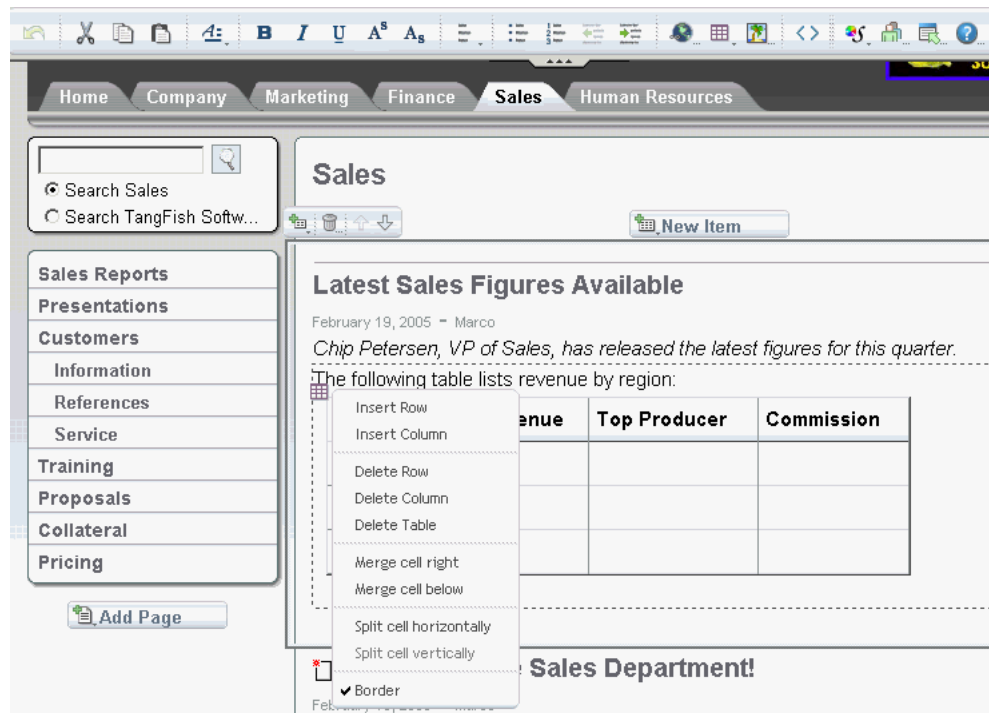 B I U A^s A_s
Home Company Marketing Finance Sales Human Resources
Search Sales
Search TangFish Softw...
Sales
New Item
Sales Reports
Presentations
Customers
Information
References
Service
Training
Proposals
Collateral
Pricing
Add Page
Latest Sales Figures Available
February 19, 2005 - Marco
Chip Petersen, VP of Sales, has released the latest figures for this quarter.
The following table lists revenue by region:
enue Top Producer Commission
Insert Row
Insert Column
Delete Row
Delete Column
Delete Table
Merge cell right
Merge cell below
Split cell horizontally
Split cell vertically
Border
Sales Department!